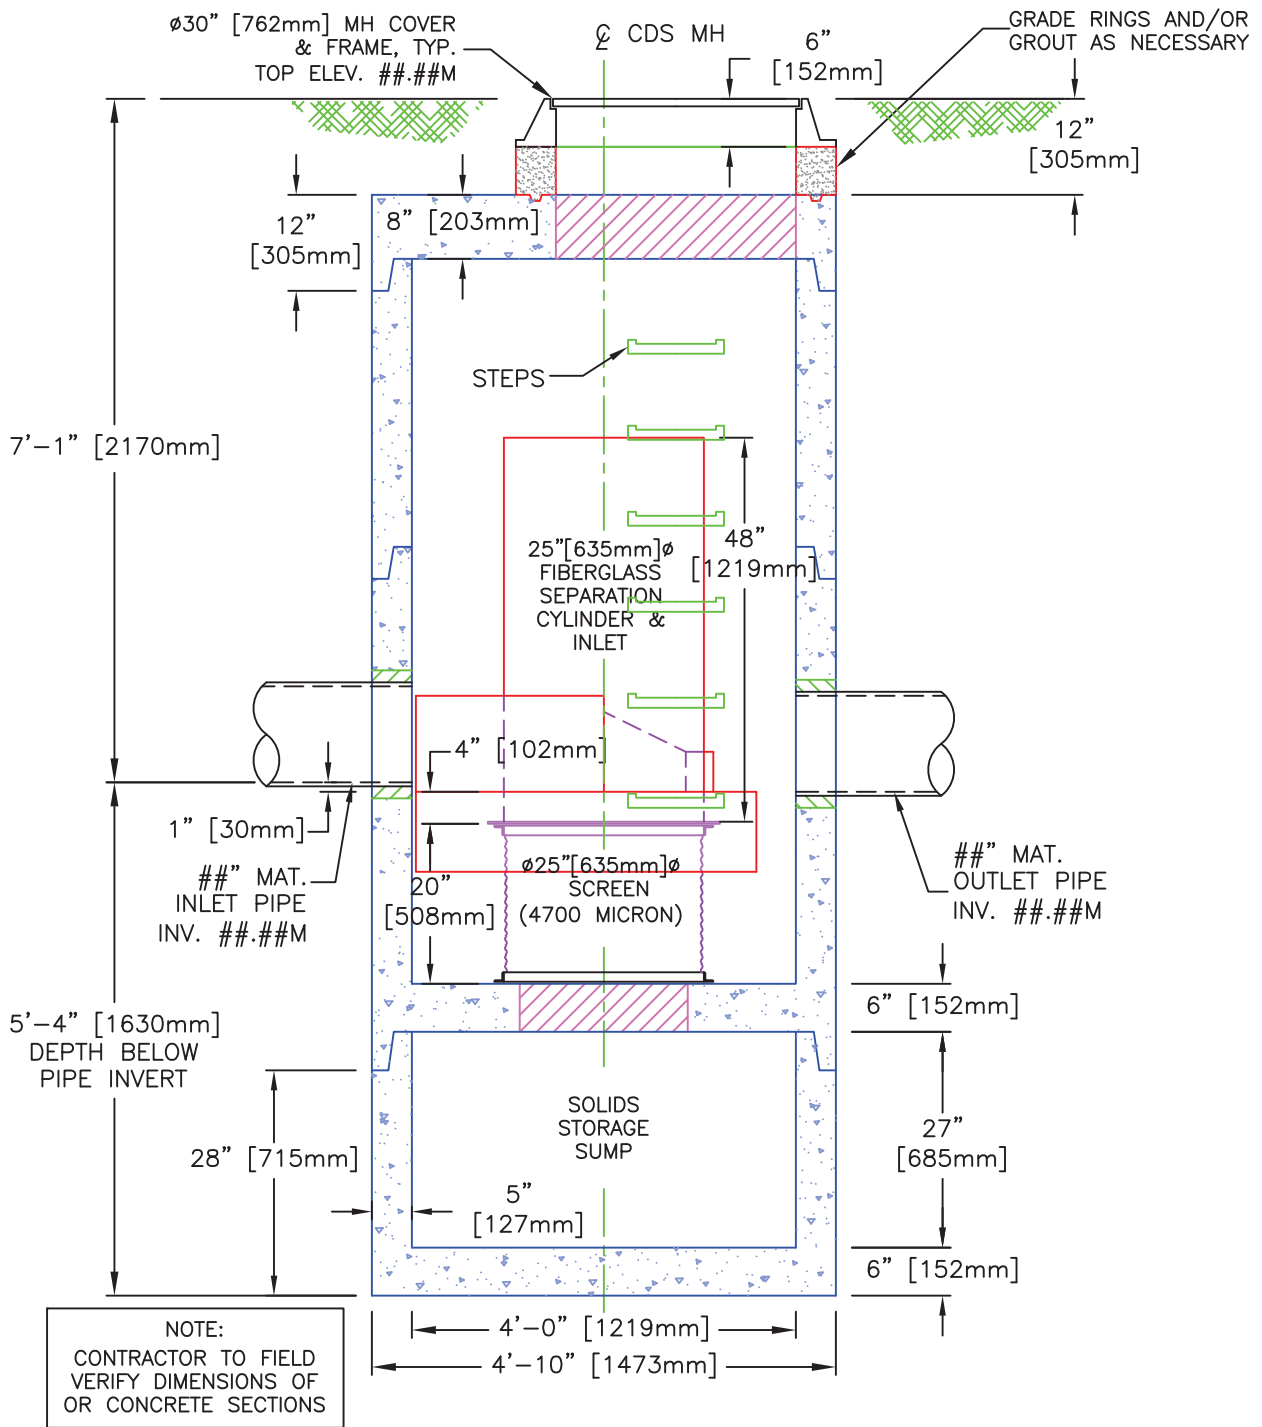 ø30" [762mm] MH COVER
& FRAME, TYP.
TOP ELEV. ##.##M
℄ CDS MH
6"
[152mm]
GRADE RINGS AND/OR
GROUT AS NECESSARY
12"
[305mm]
12"
[305mm]
8" [203mm]
STEPS
7'-1" [2170mm]
25"[635mm]ø
FIBERGLASS
SEPARATION
CYLINDER &
INLET
48"
[1219mm]
4" [102mm]
1" [30mm]
##" MAT.
INLET PIPE
INV. ##.##M
ø25"[635mm]ø
SCREEN
(4700 MICRON)
20"
[508mm]
##" MAT.
OUTLET PIPE
INV. ##.##M
5'-4" [1630mm]
DEPTH BELOW
PIPE INVERT
6" [152mm]
28" [715mm]
SOLIDS
STORAGE
SUMP
27"
[685mm]
5"
[127mm]
6" [152mm]
4'-0" [1219mm]
4'-10" [1473mm]
NOTE:
CONTRACTOR TO FIELD
VERIFY DIMENSIONS OF
OR CONCRETE SECTIONS